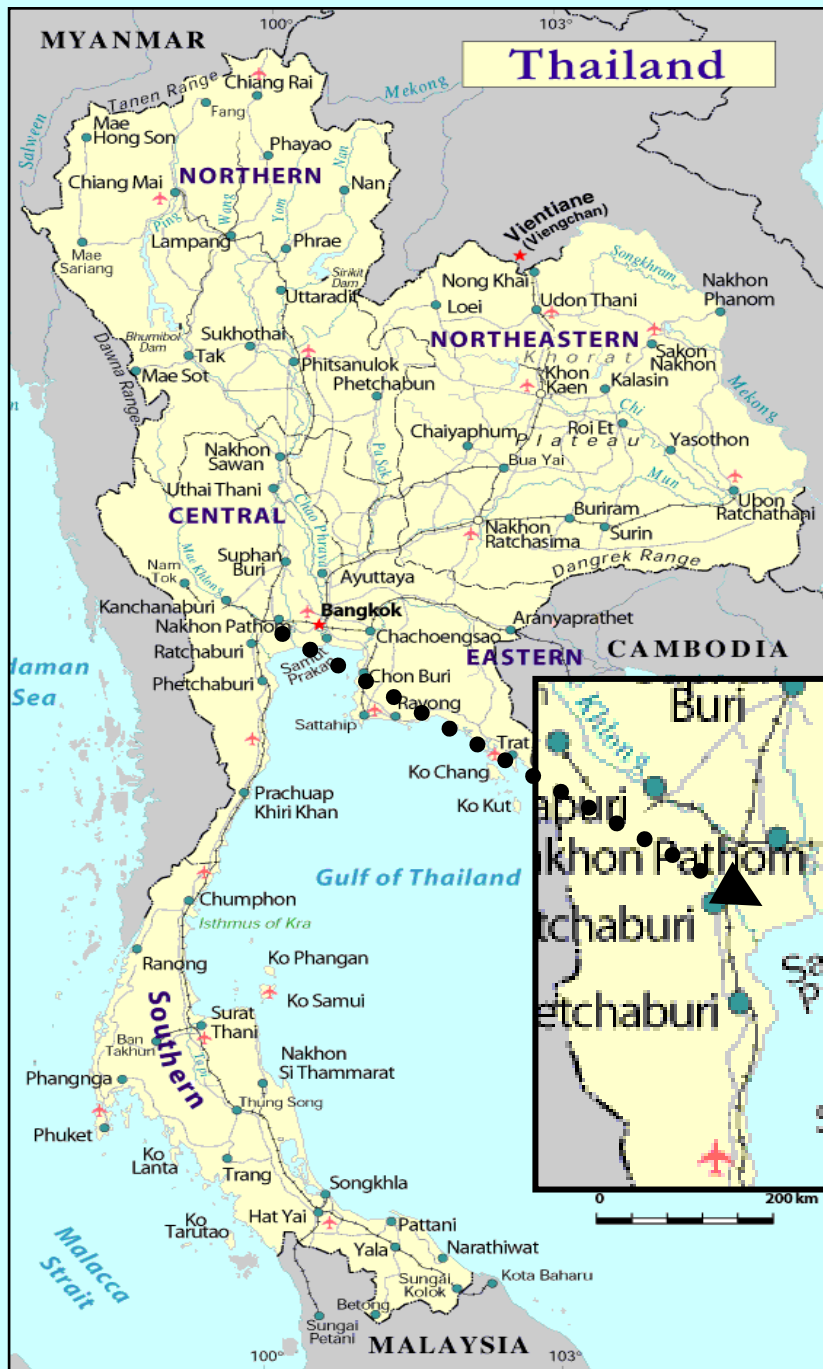 100°
103°
MYANMAR
Thailand
Chiang Rai
Tanen Range
Fang
Mekong
Salween
Mae
Hong Son
Phayao
Nan
NORTHERN
Chiang Mai
Nan
Ping
Wang
Yom
Lampang
Phrae
Mae
Sariang
Vientiane
(Viengchan)
Sirikit
Dam
Nong Khai
Songkhram
Nakhon
Phanom
Uttaradit
Loei
Udon Thani
Bhumibol
Dam
Sukhothai
NORTHEASTERN
Dawna Range
Tak
Phitsanulok
Khorat
Sakon
Nakhon
Mae Sot
Phetchabun
Khon
Kaen
Kalasin
Mekong
Chi
Chaiyaphum
Roi Et
Plateau
Yasothon
Nakhon
Sawan
Pa Sak
Bua Yai
Uthai Thani
Mun
CENTRAL
Chao Phraya
Buriram
Ubon
Ratchathani
Nakhon
Ratchasima
Surin
Suphan
Buri
Mae Khlong
Nam
Tok
Ayuttaya
Dangrek Range
Kanchanaburi
Bangkok
Aranyaprathet
Nakhon Pathom
Chachoengsao
Ratchaburi
CAMBODIA
EASTERN
Samut
Prakan
daman
Sea
Phetchaburi
Chon Buri
Rayong
Sattahip
Trat
Ko Chang
Ko Kut
Prachuap
Khiri Khan
Buri
Khlong
aburi
akhon Pathom
tchaburi
etchaburi
Gulf of Thailand
Chumphon
Isthmus of Kra
Ranong
Ko Phangan
Ko Samui
Southern
Surat
Thani
Ban
Takhun
Tapi
Nakhon
Si Thammarat
Phangnga
Thung Song
Phuket
Ko
Lanta
Trang
Songkhla
0
200 km
Ko
Tarutao
Hat Yai
Pattani
Malacca
Strait
Yala
Narathiwat
Sungai
Kolok
Kota Baharu
Betong
Sungai
Petani
MALAYSIA
100°
103°